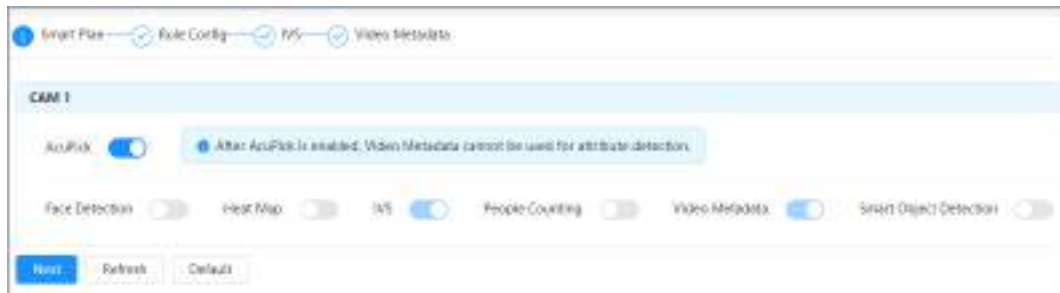 1 Smart Plan Rule Config IVS Video Metadata
CAM 1
AcuPick After AcuPick is enabled, Video Metadata cannot be used for attribute detection.
Face Detection Heat Map IVS People Counting Video Metadata Smart Object Detection
Next Refresh Default